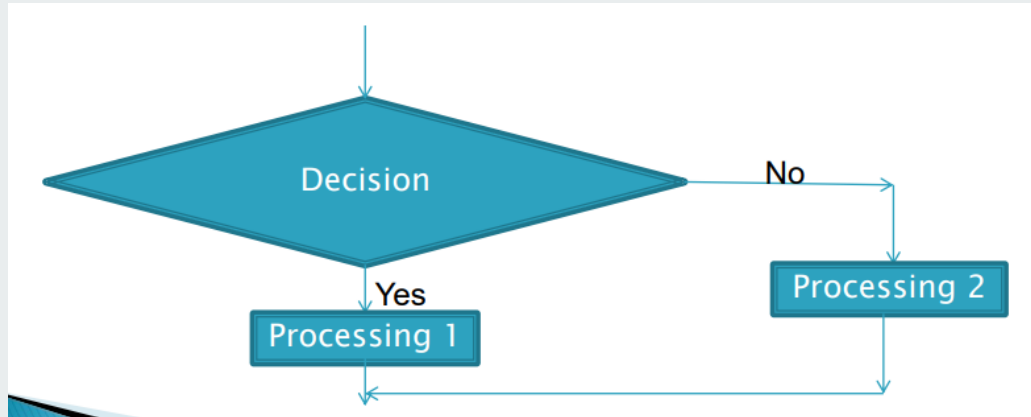 Decision
No
Yes
Processing 2
Processing 1